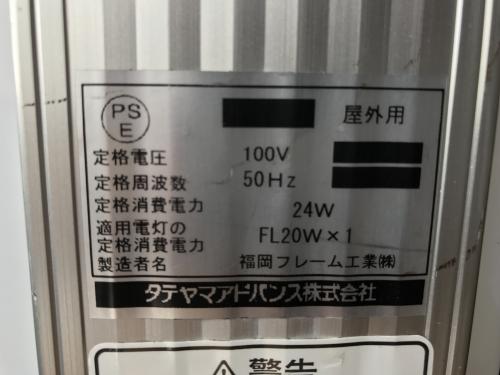 PS
E
屋外用
定格電圧 100V
定格周波数 50Hz
定格消費電力 24W
適用電灯の
定格消費電力 FL20W×1
製造者名 福岡フレーム工業㈱
タテヤマアドバンス株式会社
警告